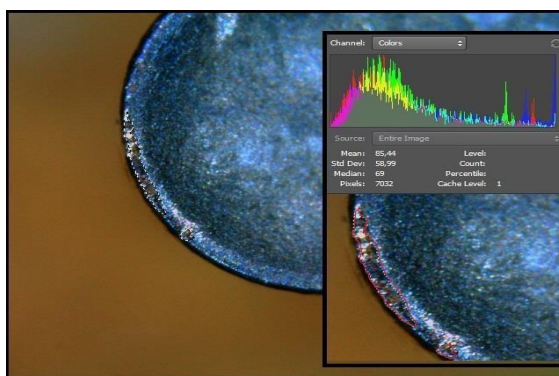 Channel: Colors
Source: Entire Image
Mean: 85,44 Level:
Std Dev: 58,99 Count:
Median: 69 Percentile:
Pixels: 7032 Cache Level: 1